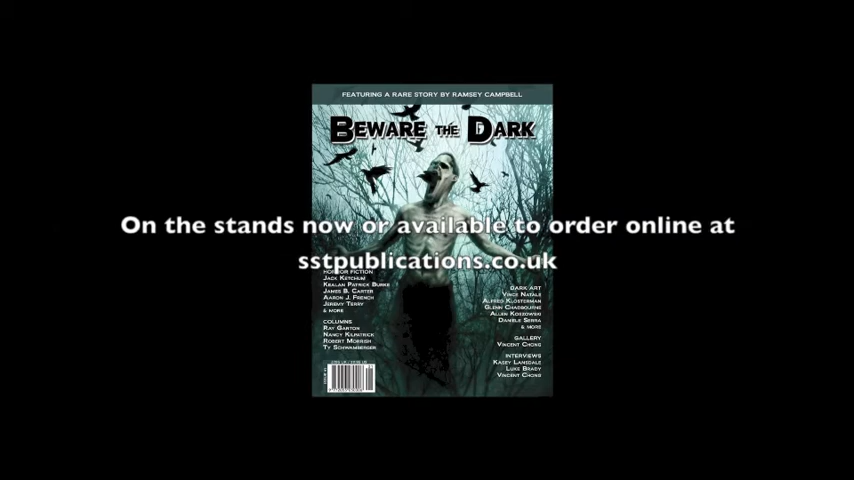 FEATURING A RARE STORY BY RAMSEY CAMPBELL
BEWARE THE DARK
On the stands now or available to order online at
sstpublications.co.uk
HORROR FICTION
JACK KETCHUM
KEALAN PATRICK BURKE
JAMES B. CARTER
AARON J. FRENCH
JEREMY TERRY
& MORE
COLUMNS
RAY GARTON
NANCY KILPATRICK
ROBERT MORRISH
TY SCHWAMBERGER
DARK ART
VINCE NATALE
ALFRED KLOSTERMAN
GLENN CHADBOURNE
ALLEN KOSZOWSKI
DANIELE SERRA
& MORE
GALLERY
VINCENT CHONG
INTERVIEWS
KASEY LANSDALE
LUKE BRADY
VINCENT CHONG